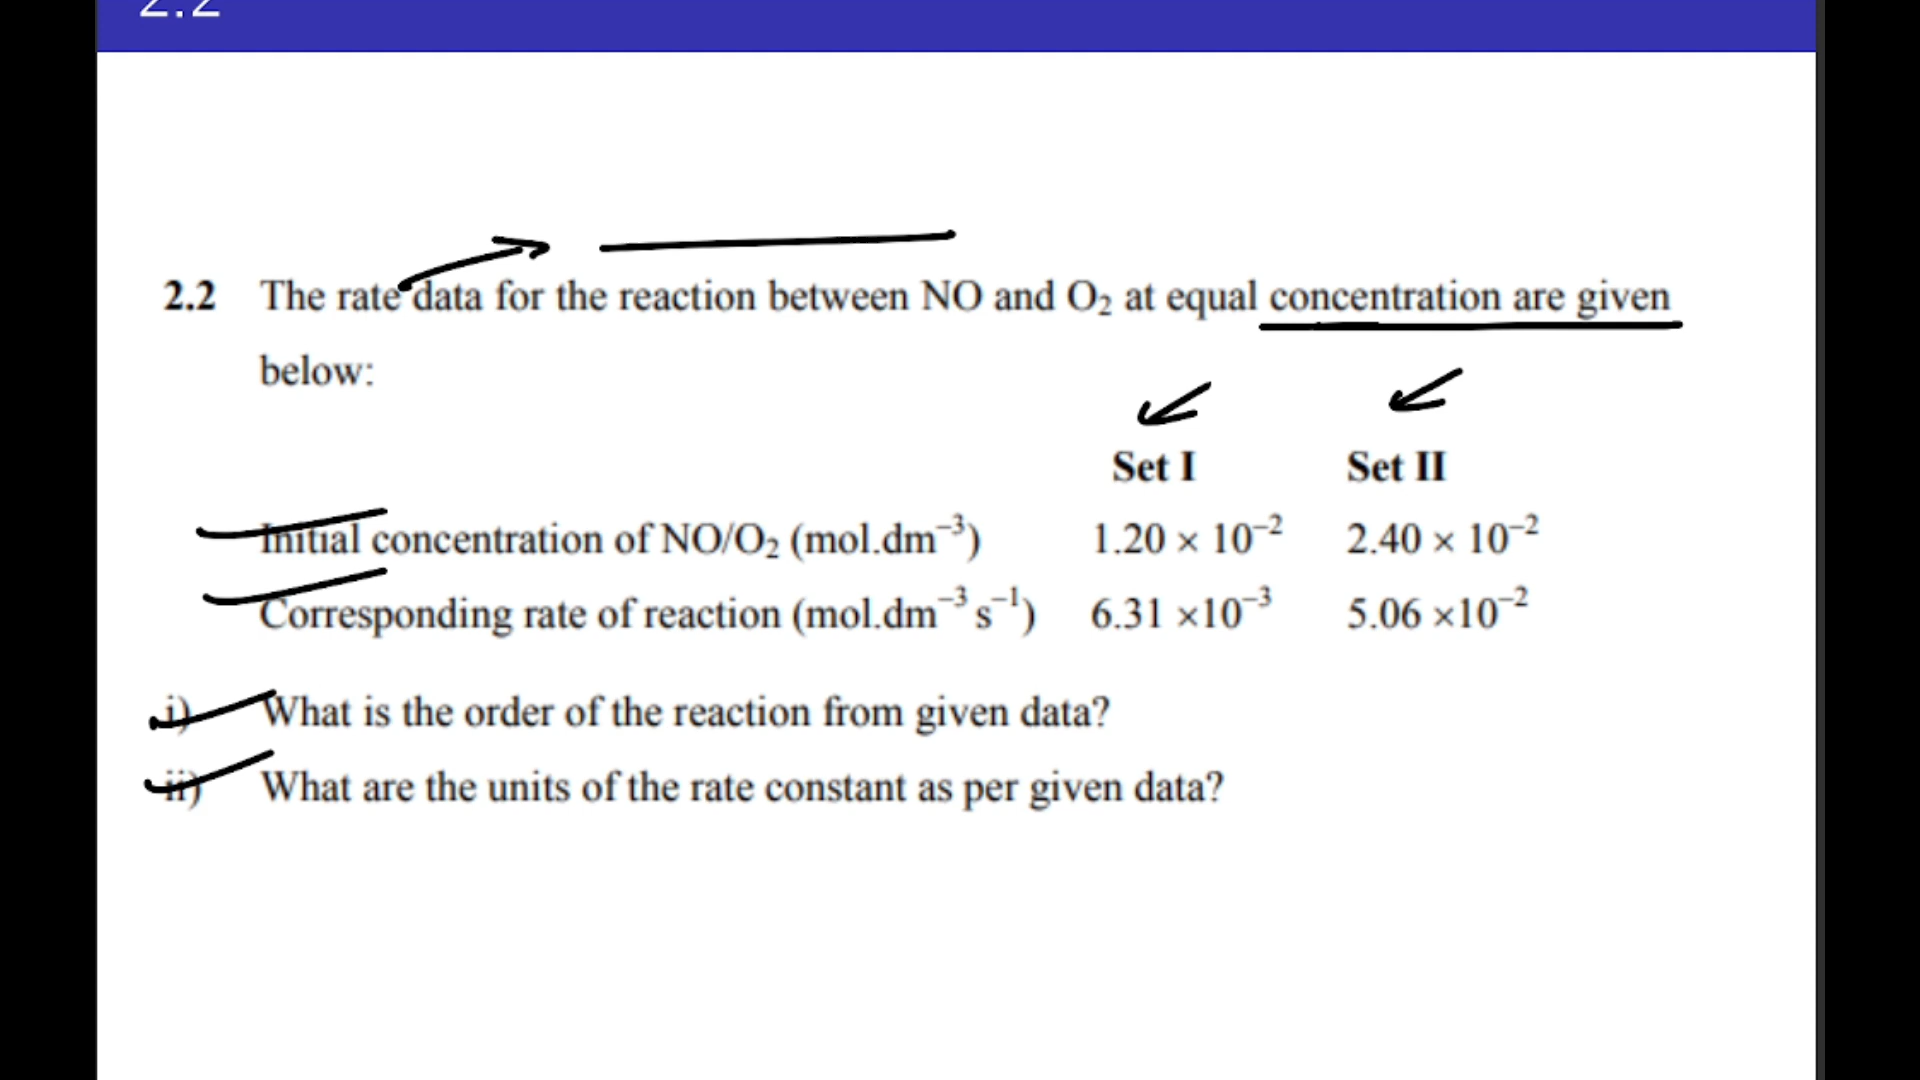 2.2
2.2 The rate data for the reaction between NO and O₂ at equal concentration are given
below:
Set I Set II
Initial concentration of NO/O₂ (mol.dm⁻³) 1.20 × 10⁻² 2.40 × 10⁻²
Corresponding rate of reaction (mol.dm⁻³ s⁻¹) 6.31 ×10⁻³ 5.06 ×10⁻²
i) What is the order of the reaction from given data?
ii) What are the units of the rate constant as per given data?